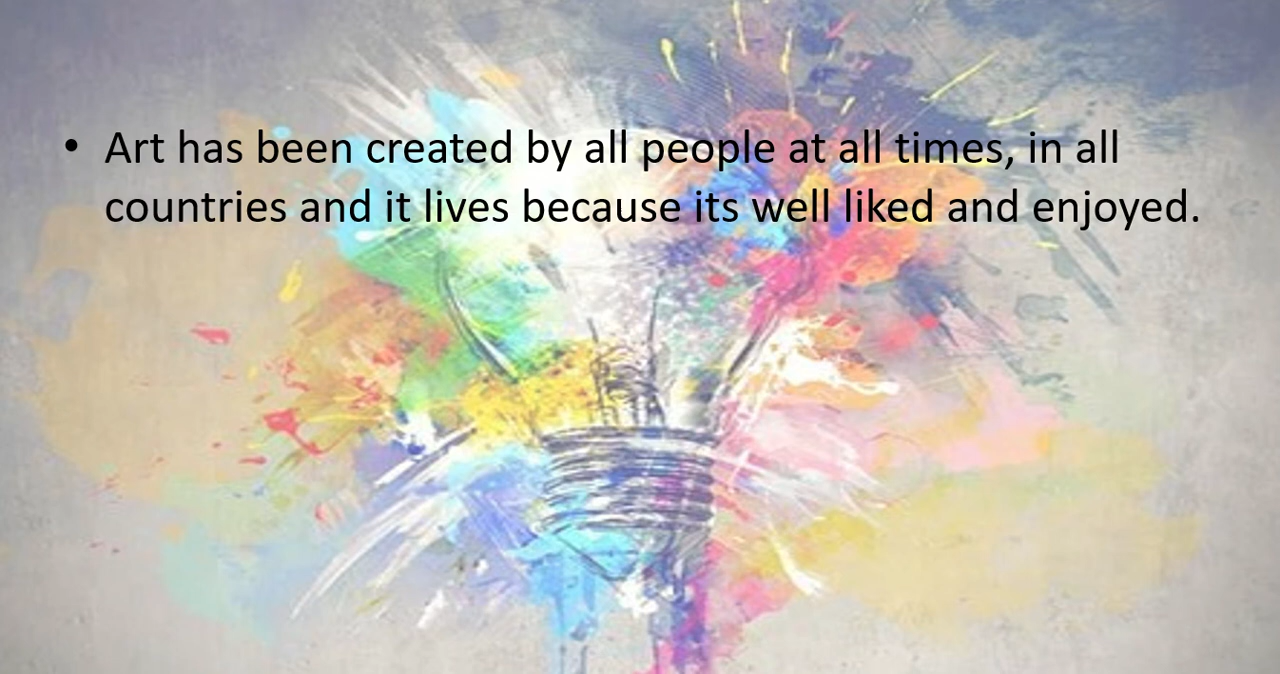 • Art has been created by all people at all times, in all
countries and it lives because its well liked and enjoyed.